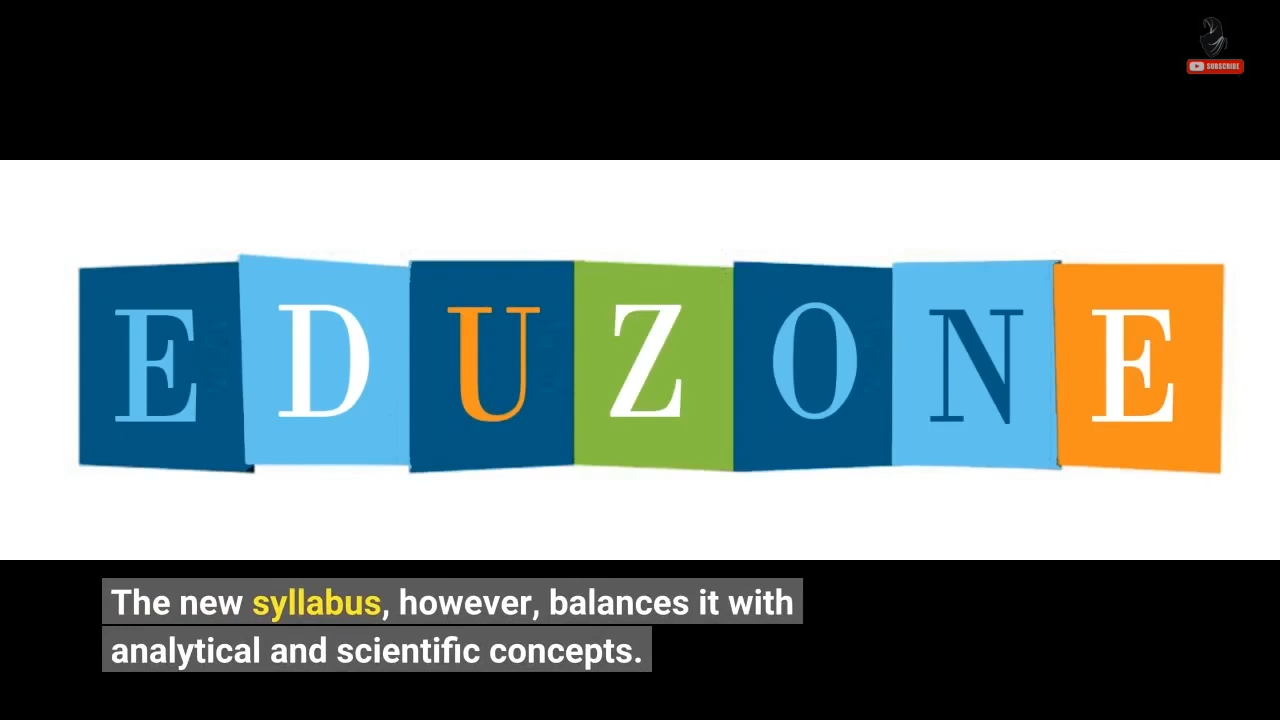 SUBSCRIBE
EDUZONE
The new syllabus, however, balances it with
analytical and scientific concepts.